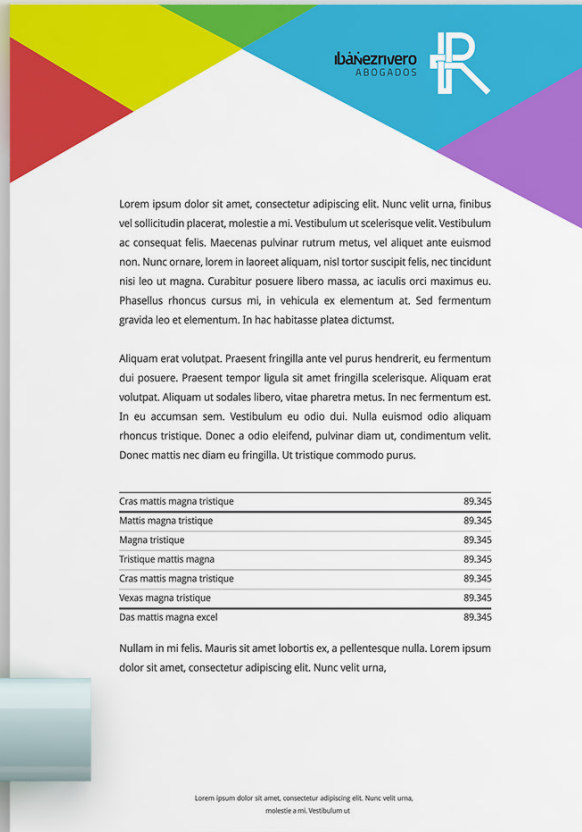 ibáñezrivero
ABOGADOS
Lorem ipsum dolor sit amet, consectetur adipiscing elit. Nunc velit urna, finibus
vel sollicitudin placerat, molestie a mi. Vestibulum ut scelerisque velit. Vestibulum
ac consequat felis. Maecenas pulvinar rutrum metus, vel aliquet ante euismod
non. Nunc ornare, lorem in laoreet aliquam, nisl tortor suscipit felis, nec tincidunt
nisi leo ut magna. Curabitur posuere libero massa, ac iaculis orci maximus eu.
Phasellus rhoncus cursus mi, in vehicula ex elementum at. Sed fermentum
gravida leo et elementum. In hac habitasse platea dictumst.
Aliquam erat volutpat. Praesent fringilla ante vel purus hendrerit, eu fermentum
dui posuere. Praesent tempor ligula sit amet fringilla scelerisque. Aliquam erat
volutpat. Aliquam ut sodales libero, vitae pharetra metus. In nec fermentum est.
In eu accumsan sem. Vestibulum eu odio dui. Nulla euismod odio aliquam
rhoncus tristique. Donec a odio eleifend, pulvinar diam ut, condimentum velit.
Donec mattis nec diam eu fringilla. Ut tristique commodo purus.
Cras mattis magna tristique 89.345
Mattis magna tristique 89.345
Magna tristique 89.345
Tristique mattis magna 89.345
Cras mattis magna tristique 89.345
Vexas magna tristique 89.345
Das mattis magna excel 89.345
Nullam in mi felis. Mauris sit amet lobortis ex, a pellentesque nulla. Lorem ipsum
dolor sit amet, consectetur adipiscing elit. Nunc velit urna,
Lorem ipsum dolor sit amet, consectetur adipiscing elit. Nunc velit urna,
molestie a mi. Vestibulum ut